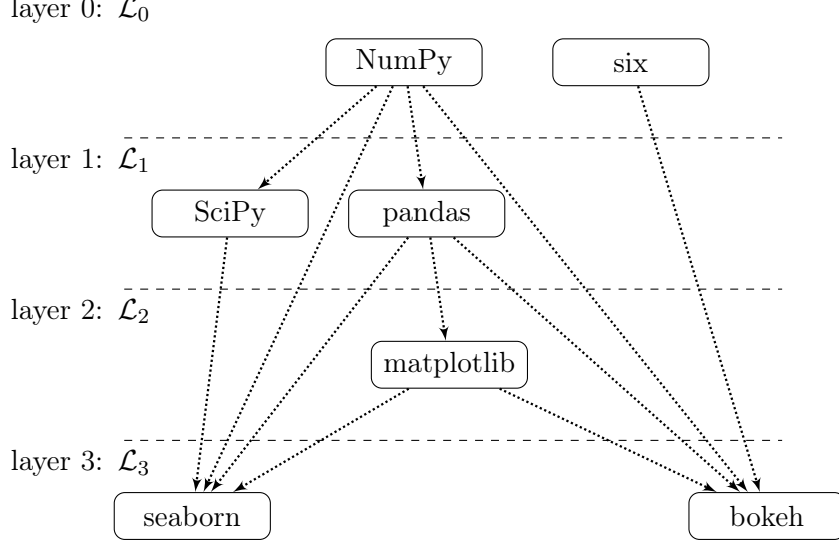 layer 0: ℒ₀
NumPy six
layer 1: ℒ₁
SciPy pandas
layer 2: ℒ₂
matplotlib
layer 3: ℒ₃
seaborn bokeh